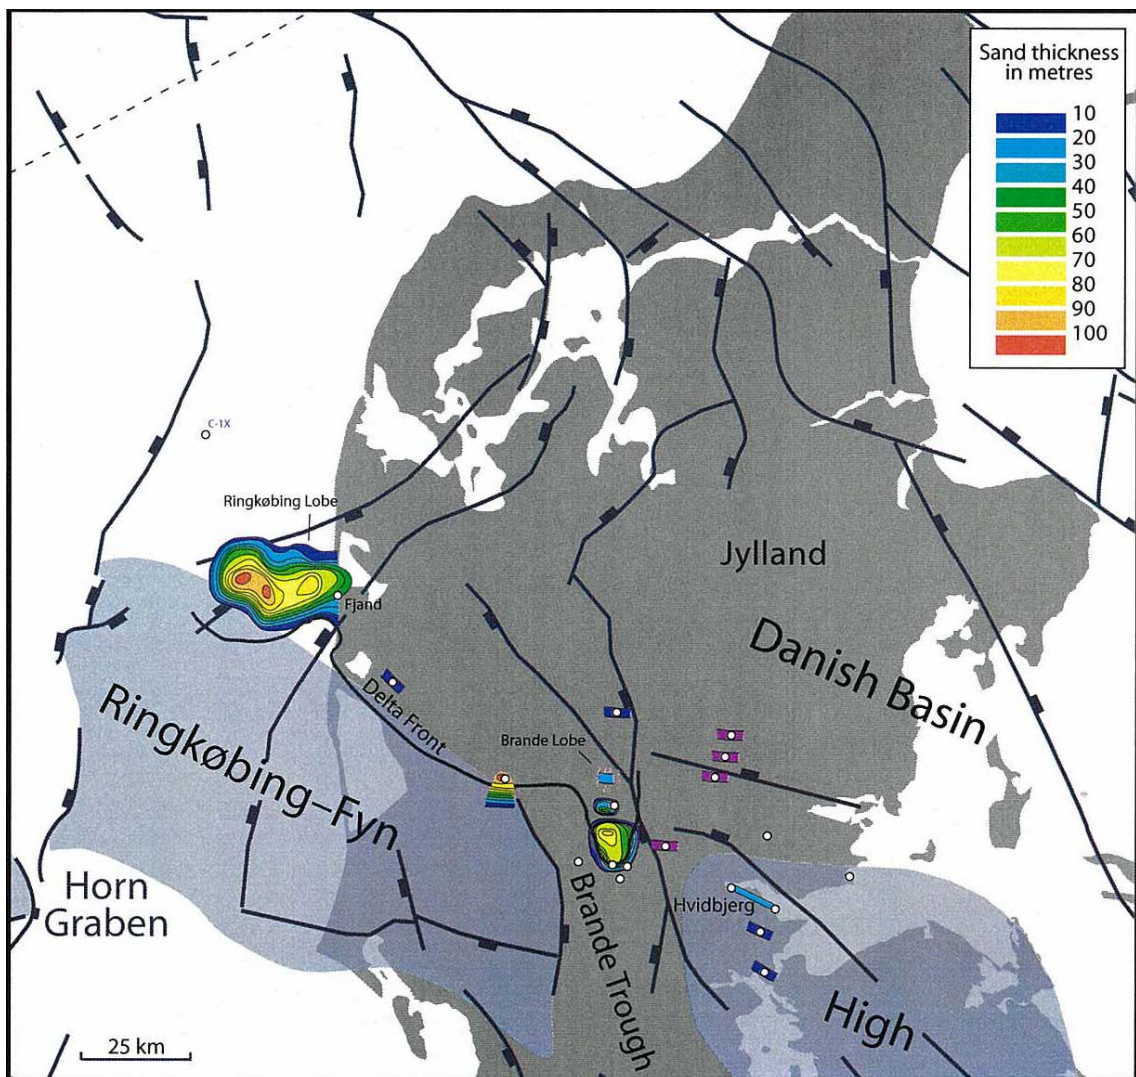 Sand thickness
in metres
10
20
30
40
50
60
70
80
90
100
C-1X
Ringkøbing Lobe
Jylland
Fjand
Danish Basin
Delta Front
Ringkøbing–Fyn
Brande Lobe
Horn
Graben
Hvidbjerg
Brande Trough
High
25 km